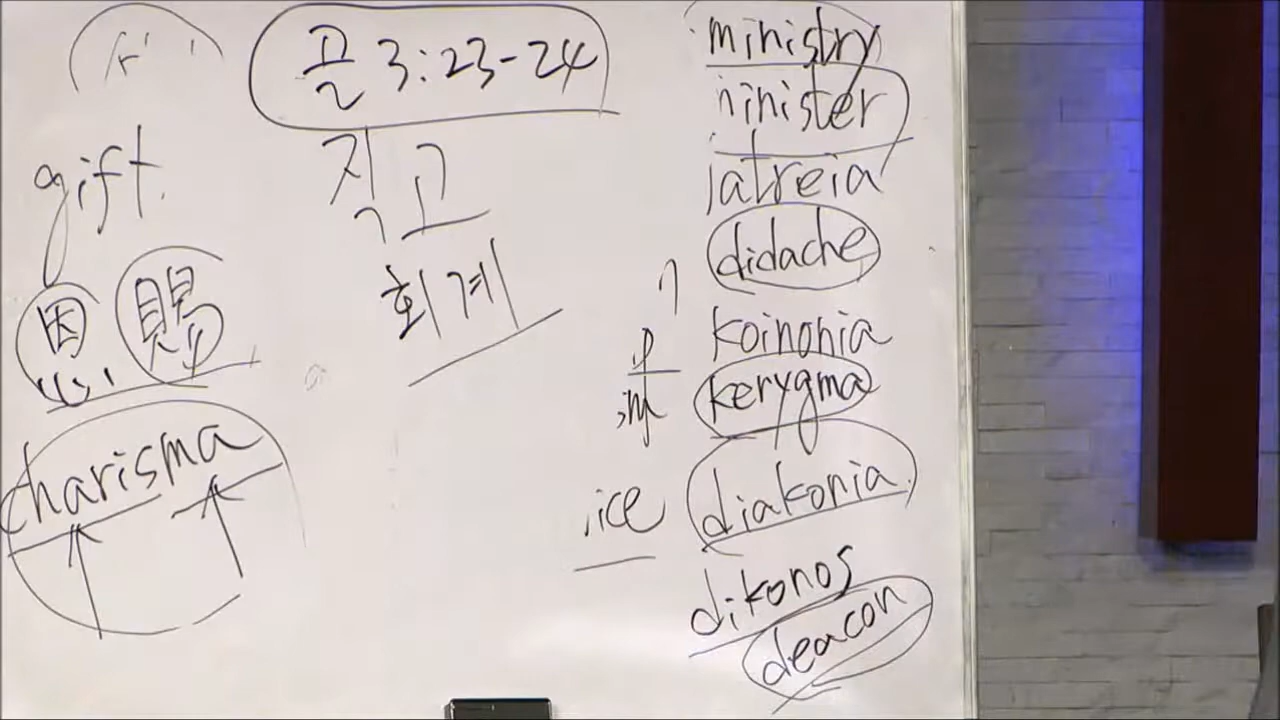 gift.
恩賜
charisma
골 3:23-24
직고
회계
ministry
minister
latreia
didache
koinonia
kerygma
diakonia
dikonos
deacon